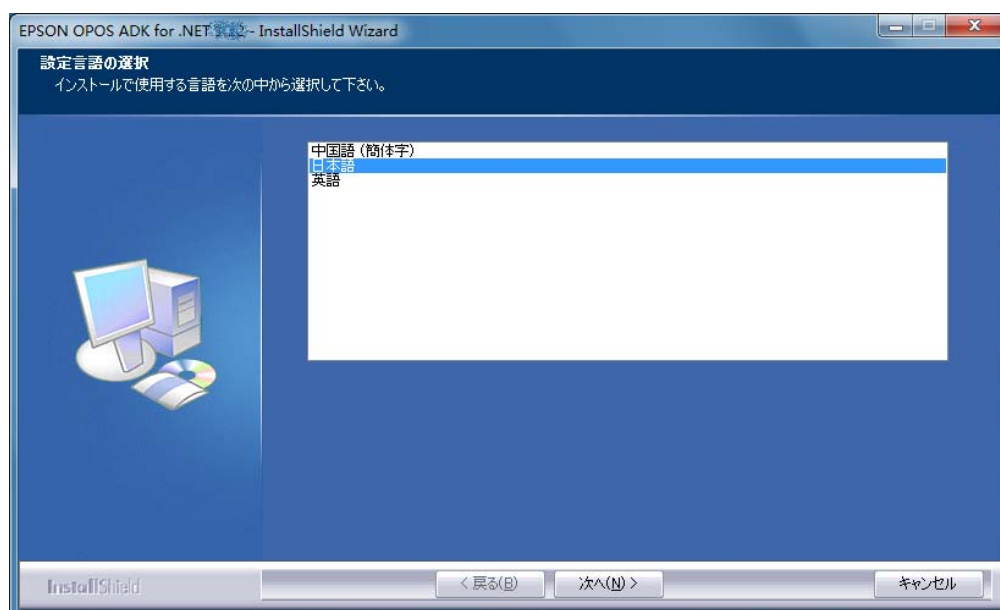 EPSON OPOS ADK for .NET - InstallShield Wizard
設定言語の選択
インストールで使用する言語を次の中から選択して下さい。
中国語 (簡体字)
日本語
英語
InstallShield
< 戻る(B)
次へ(N) >
キャンセル